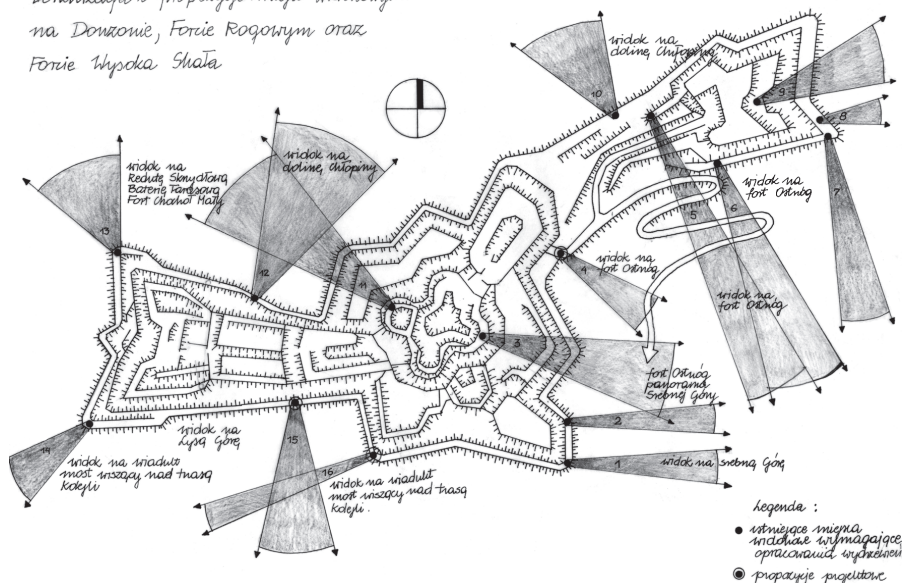 na Donżonie, Forcie Rogowym oraz
Forcie Wysoka Skała
widok na
dolinę Chłopiny
10
9
8
widok na
dolinę Chłopiny
widok na
Redutę Skrzydłową
Baterię Tarasową
Fort Chochoł Mały
13
12
11
widok na
fort Ostróg
7
6
5
4
widok na
fort Ostróg
widok na
fort Ostróg
3
fort Ostróg
panorama
Srebrnej Góry
2
1
widok na srebrną Górę
14
widok na wiadukt
most wiszący nad trasą
kolejki
widok na
Łysą Górę
15
16
widok na wiadukt
most wiszący nad trasą
kolejki.
Legenda :
istniejące miejsca
widokowe wymagające
opracowania wydrzewień
propozycje projektowe